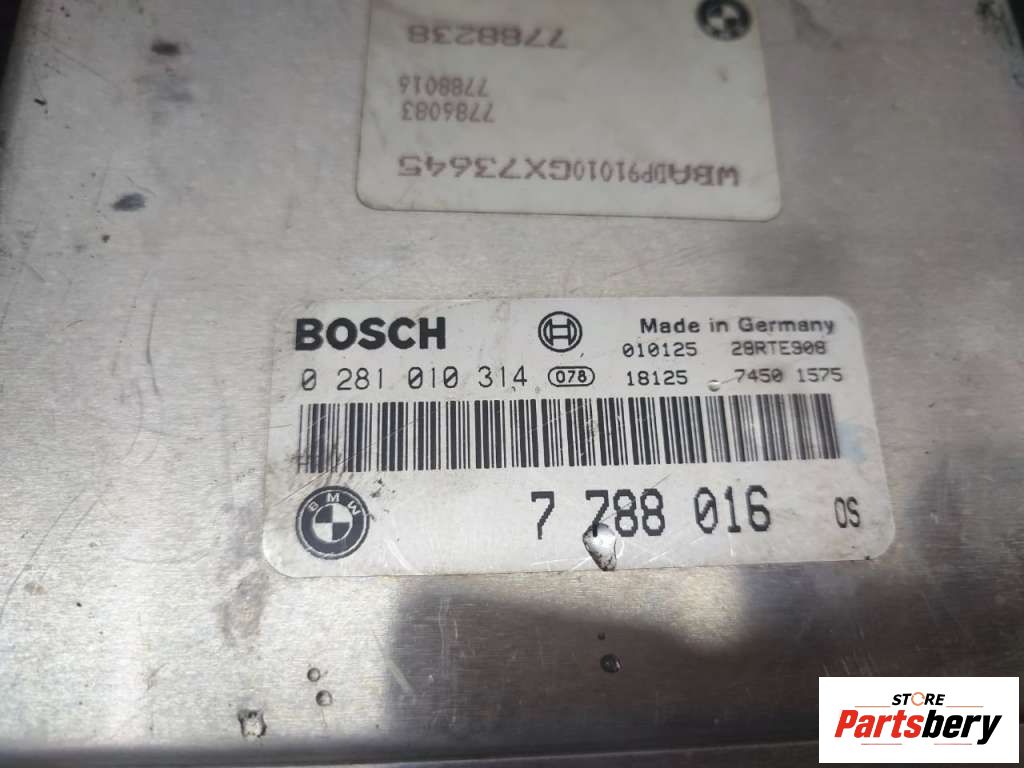 7788238
7788016
7786083
WBADP91010GX73645
BOSCH
Made in Germany
010125 28RTE908
0 281 010 314 078 18125 7450 1575
BMW
7 788 016 OS
STORE
Partsbery